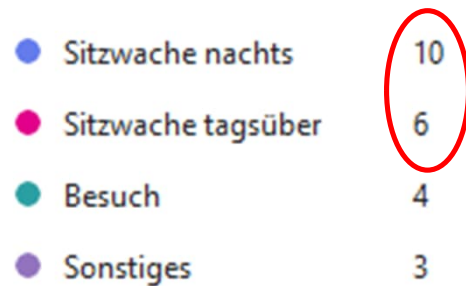 Sitzwache nachts 10
Sitzwache tagsüber 6
Besuch 4
Sonstiges 3